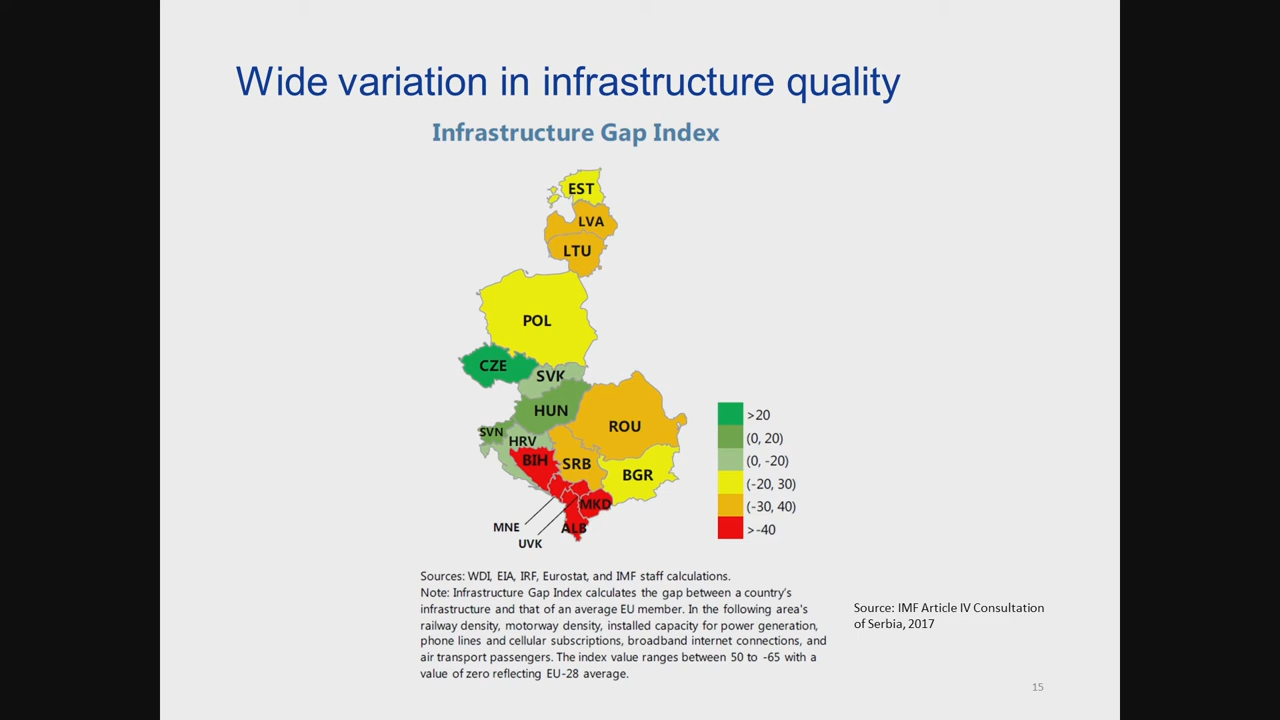 Wide variation in infrastructure quality
Infrastructure Gap Index
EST
LVA
LTU
POL
CZE
SVK
HUN
SVN
HRV
ROU
BIH
SRB
BGR
MKD
MNE
ALB
UVK
>20
(0, 20)
(0, -20)
(-20, 30)
(-30, 40)
>-40
Sources: WDI, EIA, IRF, Eurostat, and IMF staff calculations.
Note: Infrastructure Gap Index calculates the gap between a country's
infrastructure and that of an average EU member. In the following area's
railway density, motorway density, installed capacity for power generation,
phone lines and cellular subscriptions, broadband internet connections, and
air transport passengers. The index value ranges between 50 to -65 with a
value of zero reflecting EU-28 average.
Source: IMF Article IV Consultation
of Serbia, 2017
15